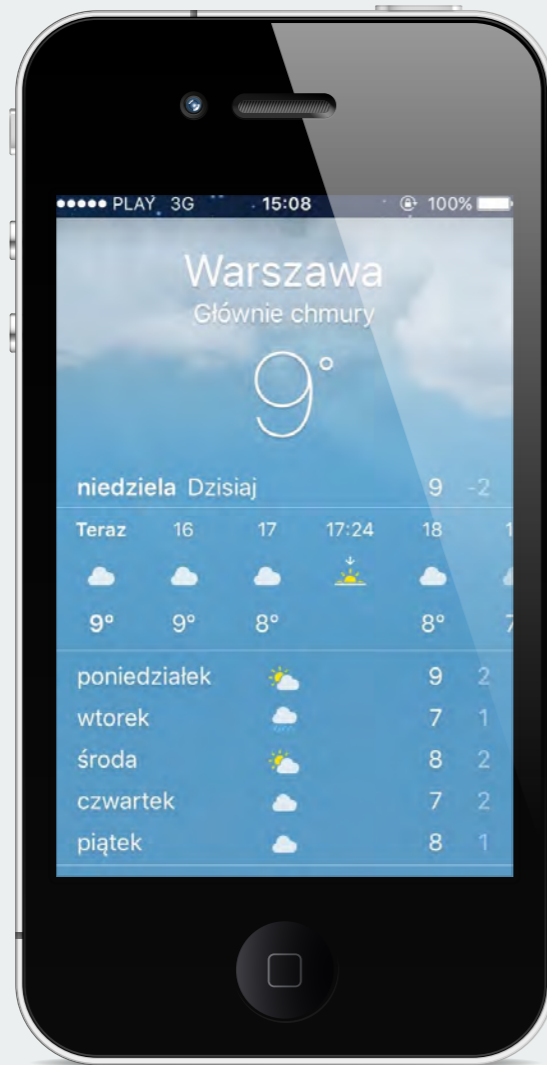 PLAY 3G 15:08 100%
Warszawa
Głównie chmury
9°
niedziela Dzisiaj 9 -2
Teraz 16 17 17:24 18
9° 9° 8° 8°
poniedziałek 9 2
wtorek 7 1
środa 8 2
czwartek 7 2
piątek 8 1